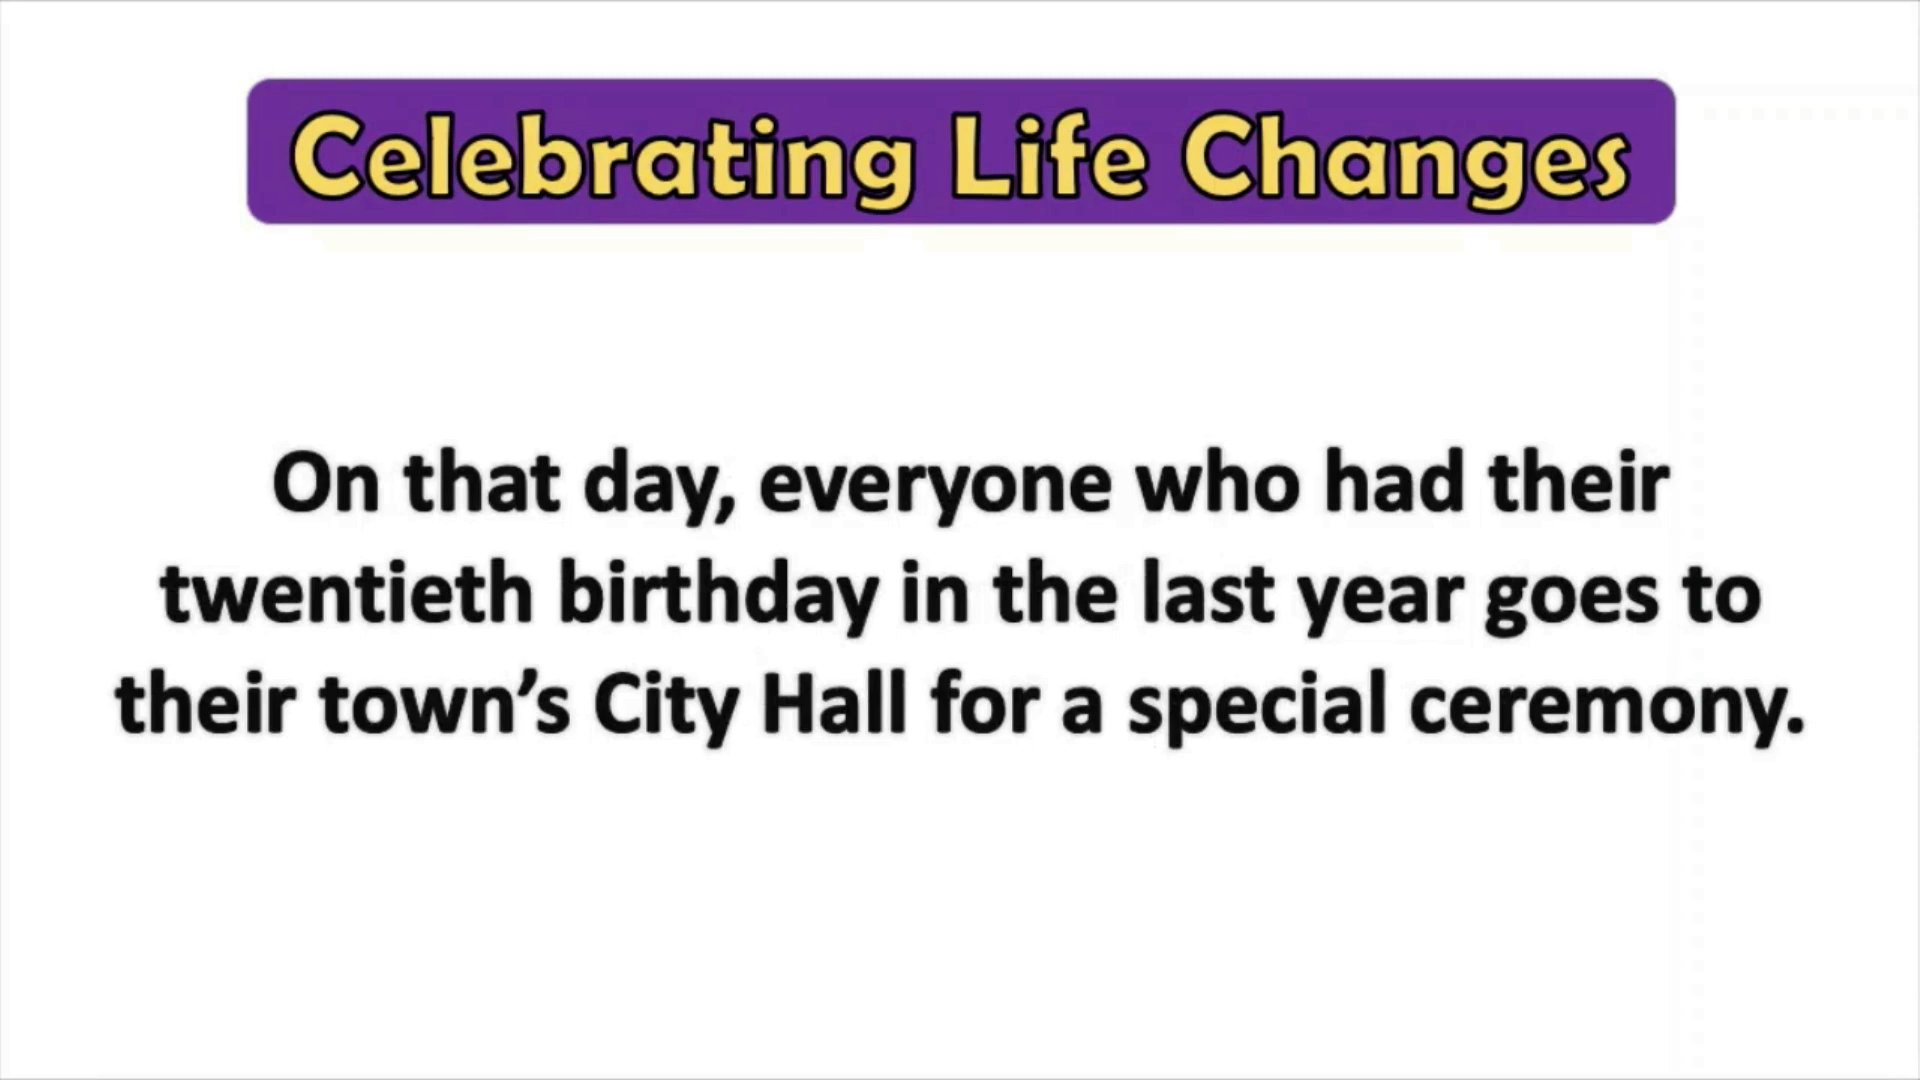 Celebrating Life Changes
On that day, everyone who had their
twentieth birthday in the last year goes to
their town’s City Hall for a special ceremony.